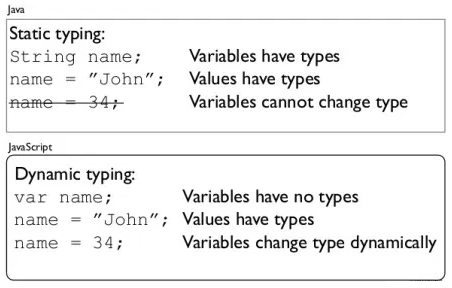 Java
Static typing:
String name; Variables have types
name = ”John”; Values have types
name = 34; Variables cannot change type
JavaScript
Dynamic typing:
var name; Variables have no types
name = ”John”; Values have types
name = 34; Variables change type dynamically